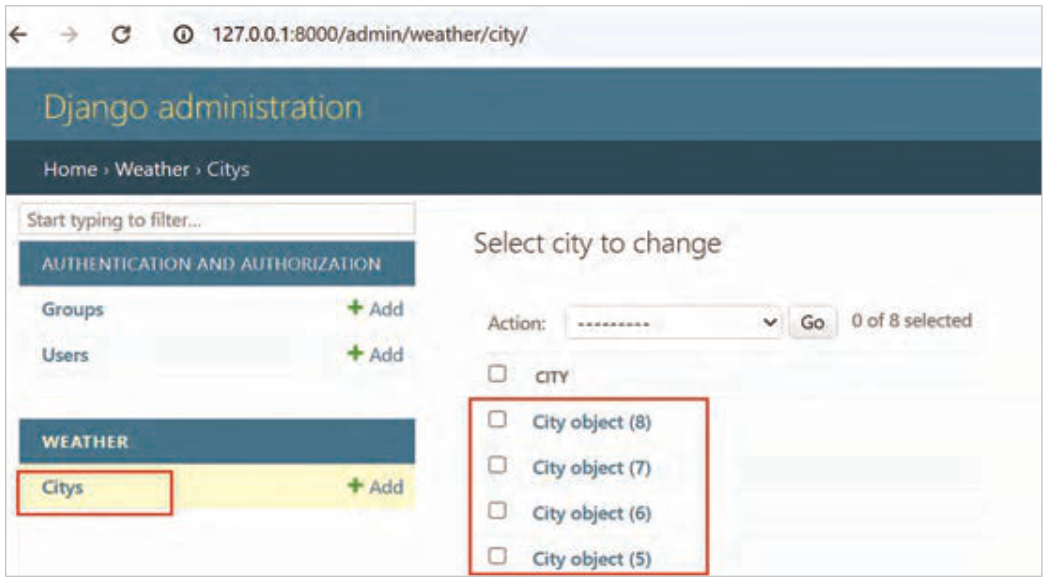 127.0.0.1:8000/admin/weather/city/
Django administration
Home › Weather › Citys
Start typing to filter...
AUTHENTICATION AND AUTHORIZATION
Groups + Add
Users + Add
WEATHER
Citys + Add
Select city to change
Action: --------- Go 0 of 8 selected
CITY
City object (8)
City object (7)
City object (6)
City object (5)